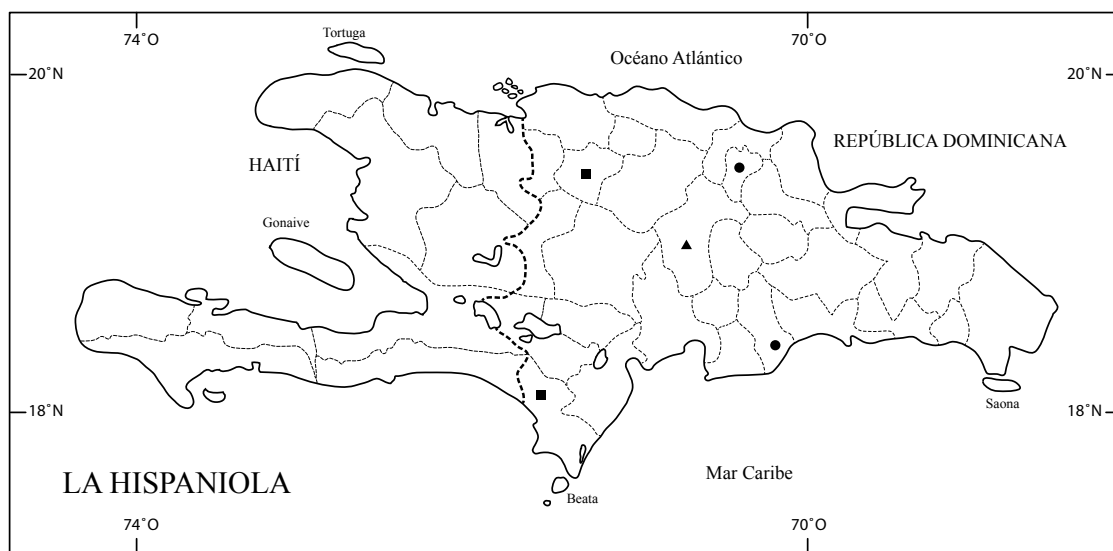 74˚O
70˚O
Tortuga
Océano Atlántico
20˚N
20˚N
REPÚBLICA DOMINICANA
HAITÍ
Gonaive
Saona
18˚N
18˚N
Mar Caribe
LA HISPANIOLA
Beata
74˚O
70˚O